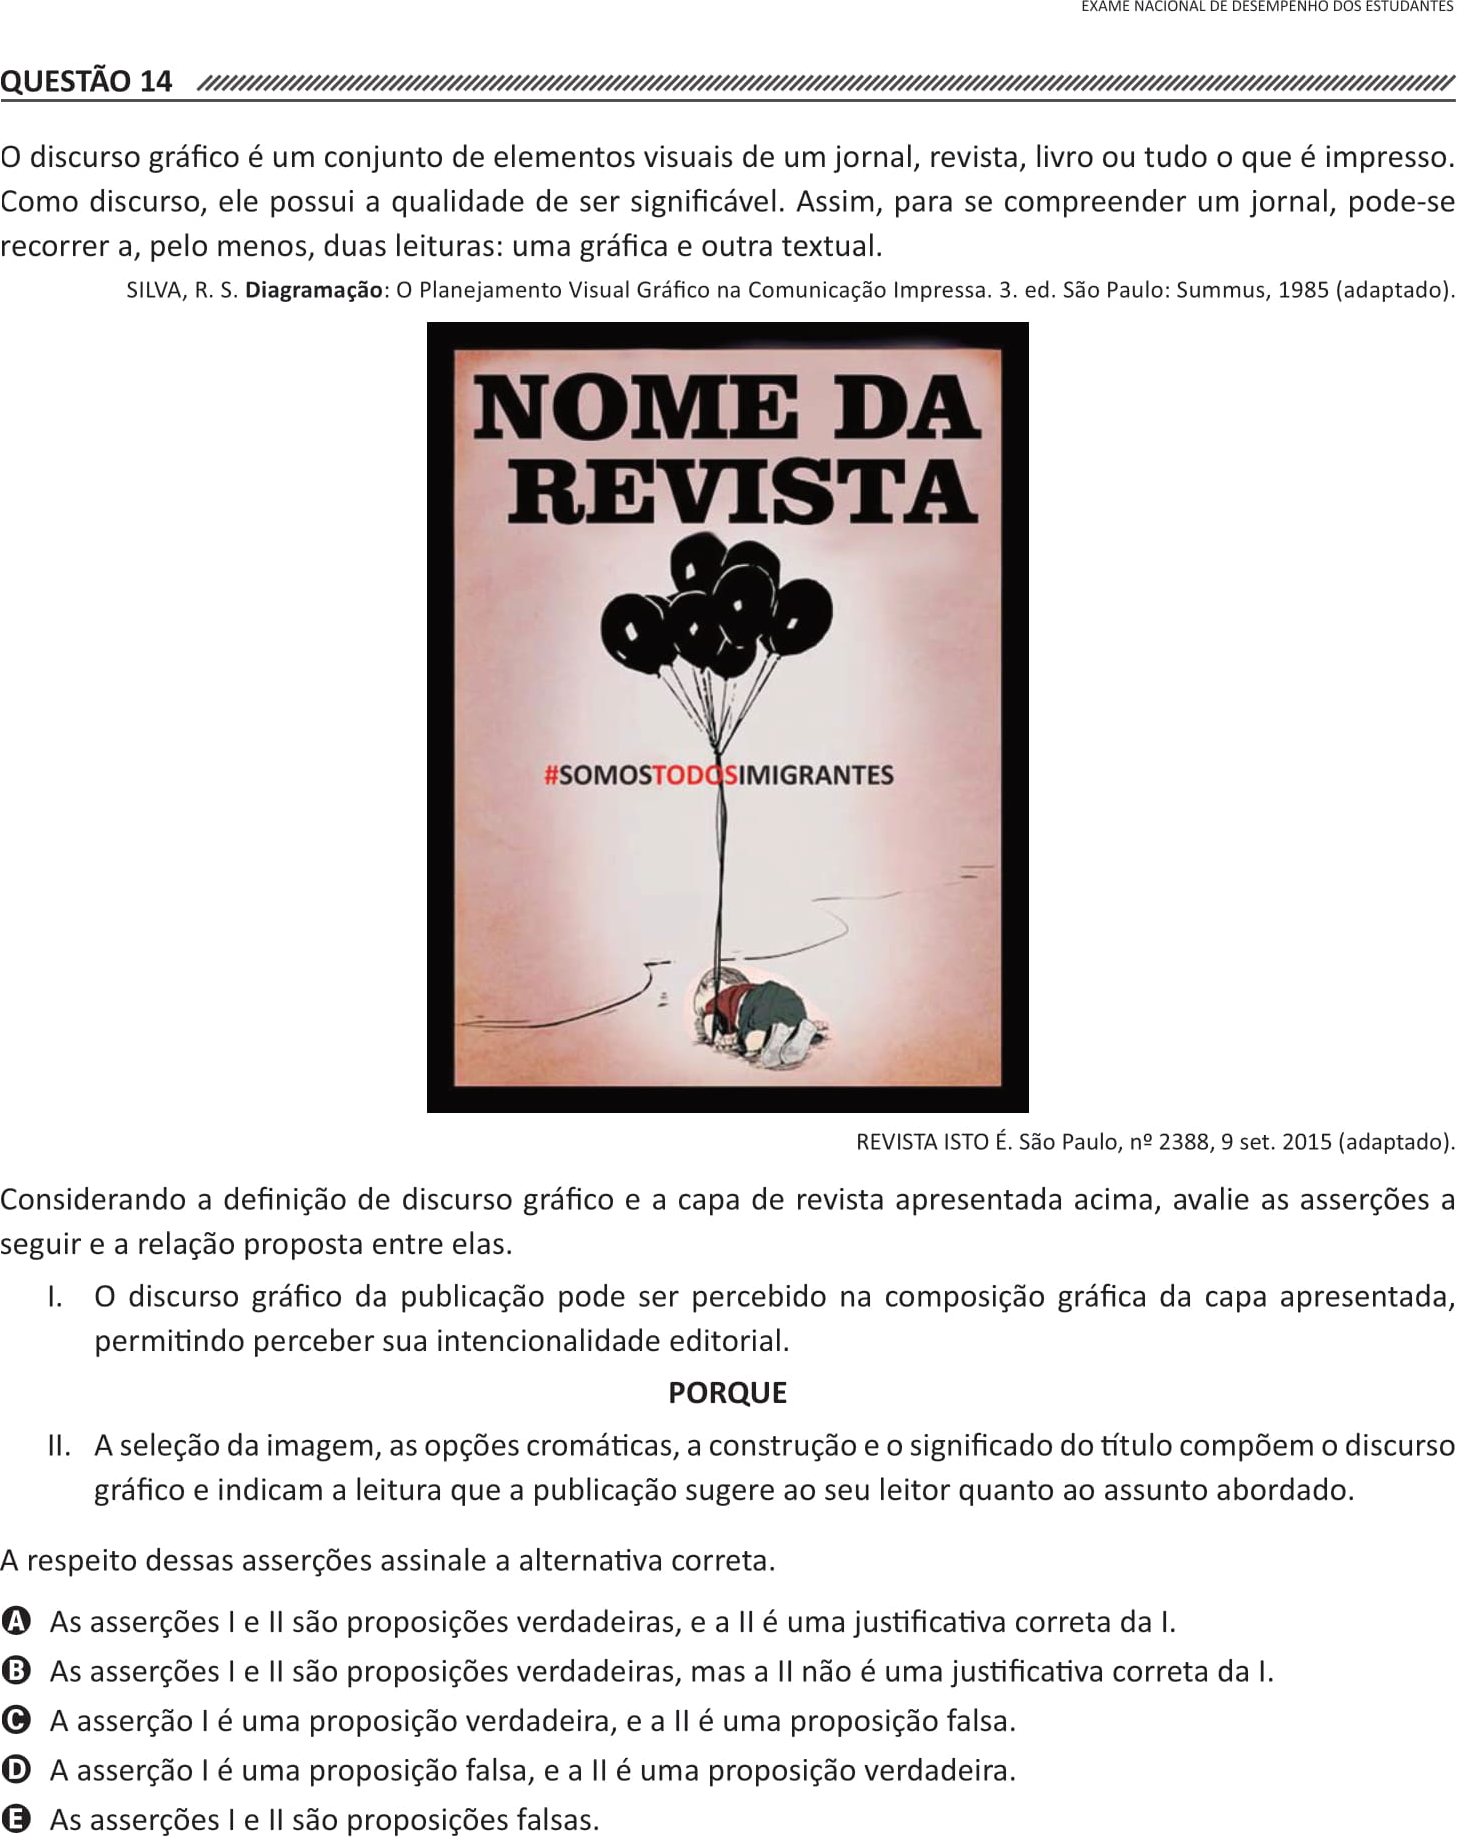 EXAME NACIONAL DE DESEMPENHO DOS ESTUDANTES
QUESTÃO 14
O discurso gráfico é um conjunto de elementos visuais de um jornal, revista, livro ou tudo o que é impresso.
Como discurso, ele possui a qualidade de ser significável. Assim, para se compreender um jornal, pode-se
recorrer a, pelo menos, duas leituras: uma gráfica e outra textual.
SILVA, R. S. Diagramação: O Planejamento Visual Gráfico na Comunicação Impressa. 3. ed. São Paulo: Summus, 1985 (adaptado).
NOME DA
REVISTA
#SOMOSTODOSIMIGRANTES
REVISTA ISTO É. São Paulo, nº 2388, 9 set. 2015 (adaptado).
Considerando a definição de discurso gráfico e a capa de revista apresentada acima, avalie as asserções a
seguir e a relação proposta entre elas.
I. O discurso gráfico da publicação pode ser percebido na composição gráfica da capa apresentada,
permitindo perceber sua intencionalidade editorial.
PORQUE
II. A seleção da imagem, as opções cromáticas, a construção e o significado do título compõem o discurso
gráfico e indicam a leitura que a publicação sugere ao seu leitor quanto ao assunto abordado.
A respeito dessas asserções assinale a alternativa correta.
A As asserções I e II são proposições verdadeiras, e a II é uma justificativa correta da I.
B As asserções I e II são proposições verdadeiras, mas a II não é uma justificativa correta da I.
C A asserção I é uma proposição verdadeira, e a II é uma proposição falsa.
D A asserção I é uma proposição falsa, e a II é uma proposição verdadeira.
E As asserções I e II são proposições falsas.